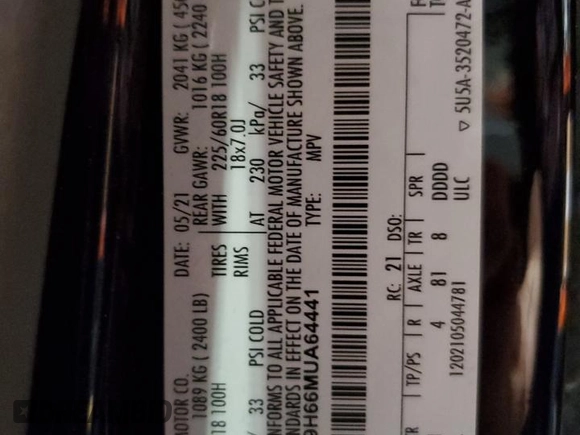 MOTOR CO. DATE: 05/21 GVWR: 2041 KG ( 450
1089 KG ( 2400 LB) REAR GAWR: 1016 KG ( 2240
18 100H TIRES WITH 225/60R18 100H
RIMS 18x7.0J
33 PSI COLD AT 230 kPa/ 33 PSI C
NFORMS TO ALL APPLICABLE FEDERAL MOTOR VEHICLE SAFETY AND T
NDARDS IN EFFECT ON THE DATE OF MANUFACTURE SHOWN ABOVE.
9H66MUA64441 TYPE: MPV
RC: 21 DSO:
TR TP/PS R AXLE TR SPR
4 81 8 DDDD
1202105044781 ULC
▽ 5U5A-3520472-A